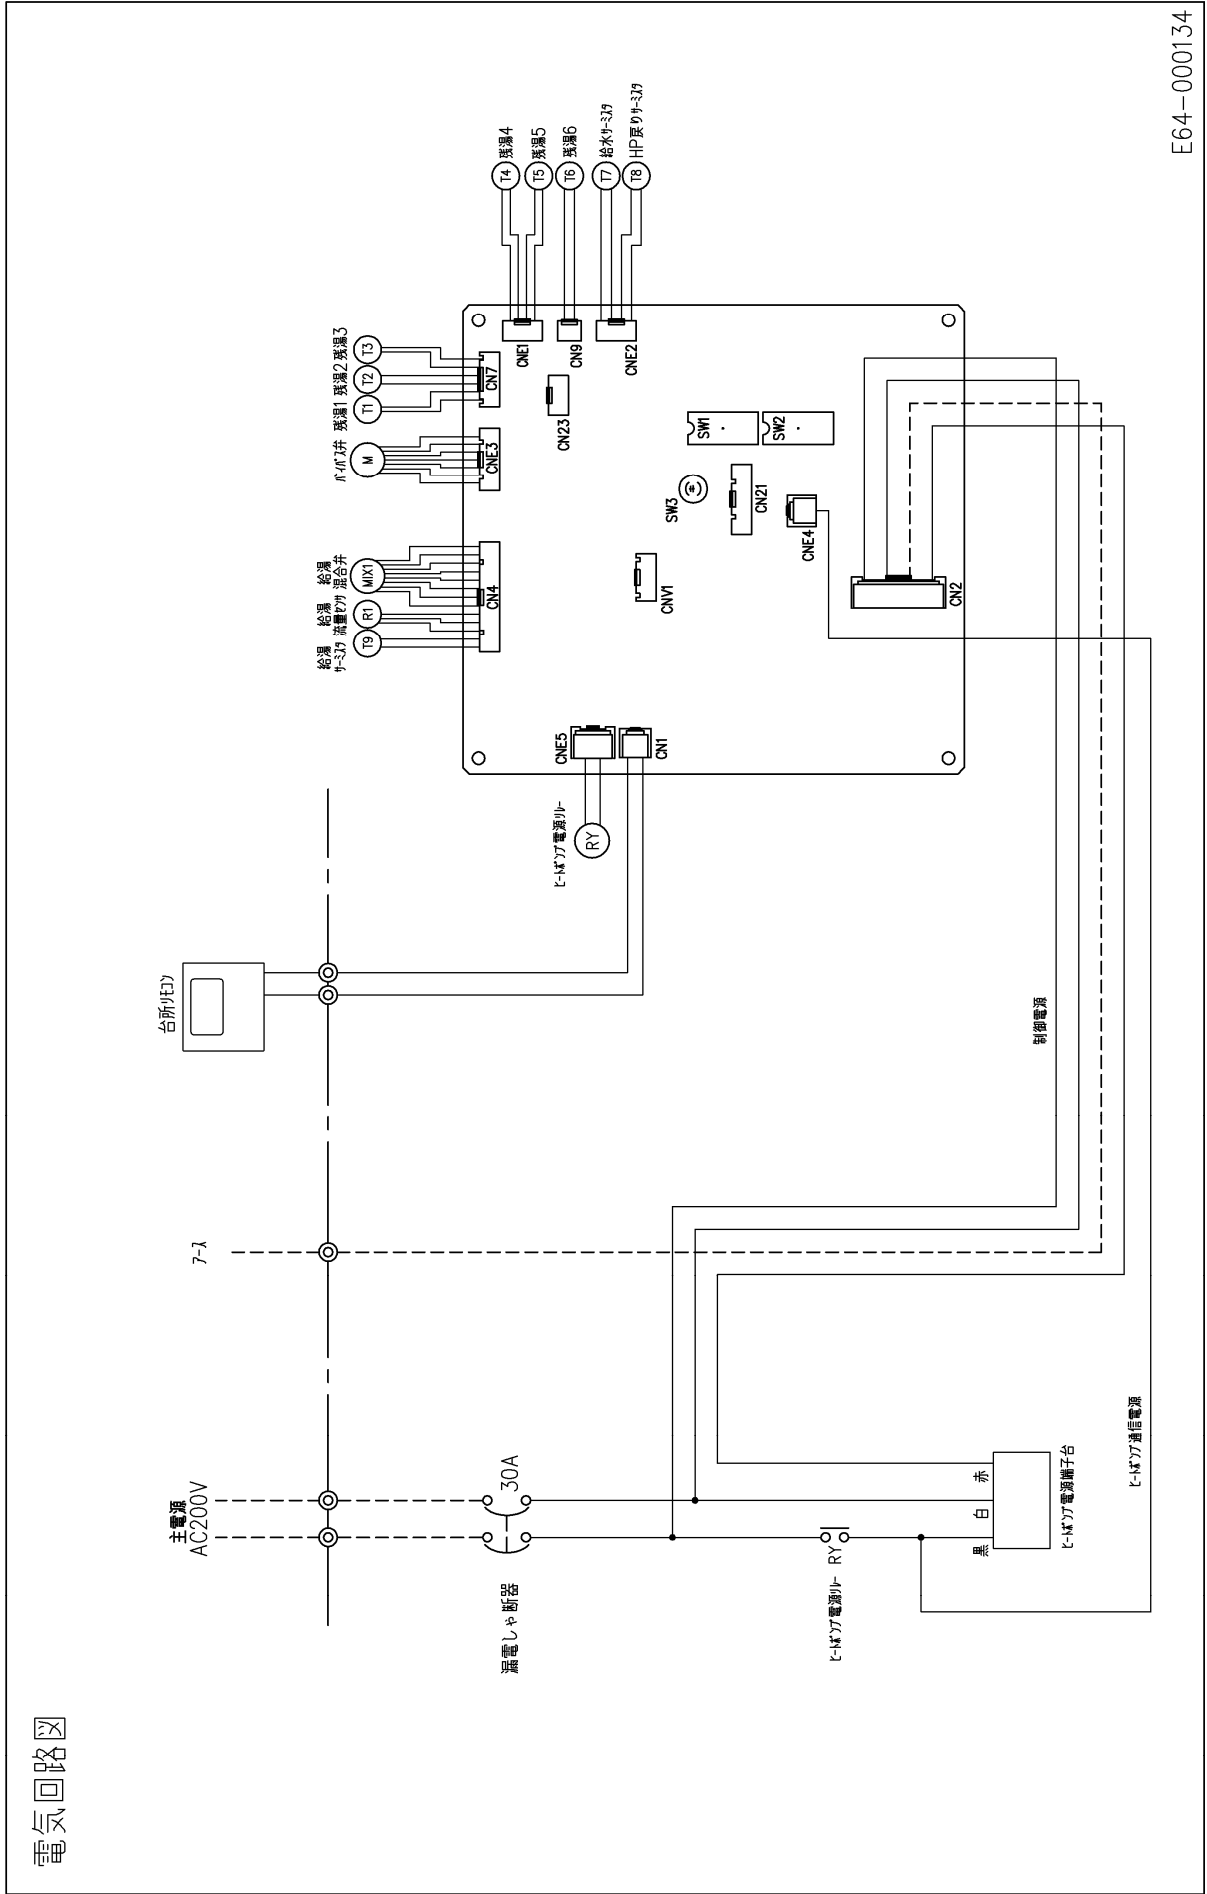 電気回路図
主電源
AC200V
アース
台所リモコン
漏電しゃ断器
30A
ヒートポンプ電源リレー
RY
ヒートポンプ電源リレー RY
黒
白
赤
ヒートポンプ電源端子台
ヒートポンプ通信電源
制御電源
給湯
サーミスタ
T9
給湯
流量センサ
R1
給湯
混合弁
MIX1
バイパス弁
M
残湯1
残湯2
残湯3
T1
T2
T3
CN4
CNE3
CN7
T4
残湯4
T5
残湯5
T6
残湯6
T7
給水サーミスタ
T8
HP戻りサーミスタ
CNE1
CN9
CNE2
CN23
CNE5
CN1
CNV1
SW3
SW1
SW2
CN21
CNE4
CN2
E64-000134